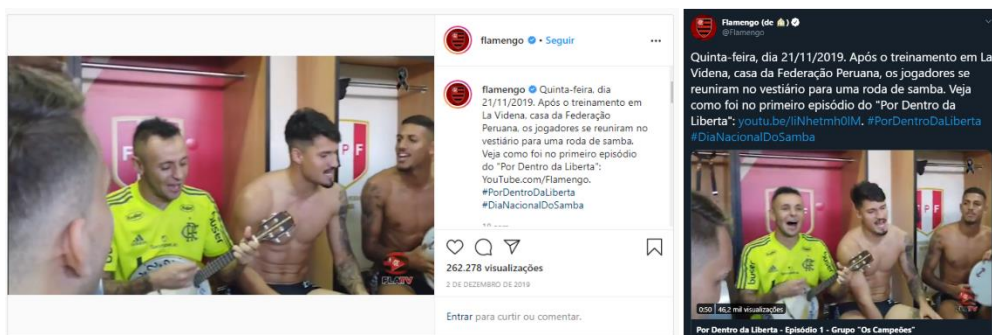 flamengo • Seguir
flamengo Quinta-feira, dia
21/11/2019. Após o treinamento em
La Videna, casa da Federação
Peruana, os jogadores se reuniram no
vestiário para uma roda de samba.
Veja como foi no primeiro episódio
do "Por Dentro da Liberta":
YouTube.com/Flamengo.
#PorDentroDaLiberta
#DiaNacionalDoSamba
262.278 visualizações
2 DE DEZEMBRO DE 2019
Entrar para curtir ou comentar.
FLATV
Flamengo (de 🏠)
@Flamengo
Quinta-feira, dia 21/11/2019. Após o treinamento em La
Videna, casa da Federação Peruana, os jogadores se
reuniram no vestiário para uma roda de samba. Veja
como foi no primeiro episódio do "Por Dentro da
Liberta": youtu.be/liNhetmh0lM. #PorDentroDaLiberta
#DiaNacionalDoSamba
0:50 46,2 mil visualizações
Por Dentro da Liberta - Episódio 1 - Grupo "Os Campeões"